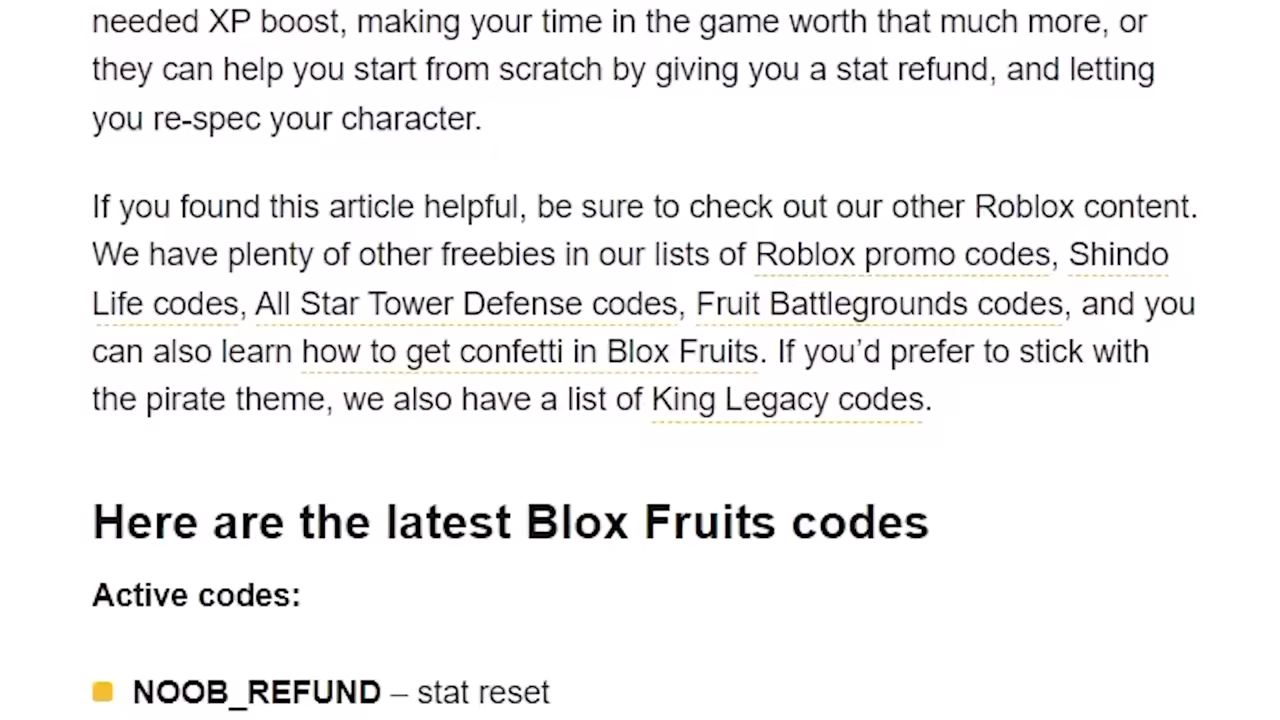 needed XP boost, making your time in the game worth that much more, or
they can help you start from scratch by giving you a stat refund, and letting
you re-spec your character.
If you found this article helpful, be sure to check out our other Roblox content.
We have plenty of other freebies in our lists of Roblox promo codes, Shindo
Life codes, All Star Tower Defense codes, Fruit Battlegrounds codes, and you
can also learn how to get confetti in Blox Fruits. If you’d prefer to stick with
the pirate theme, we also have a list of King Legacy codes.
Here are the latest Blox Fruits codes
Active codes:
NOOB_REFUND – stat reset